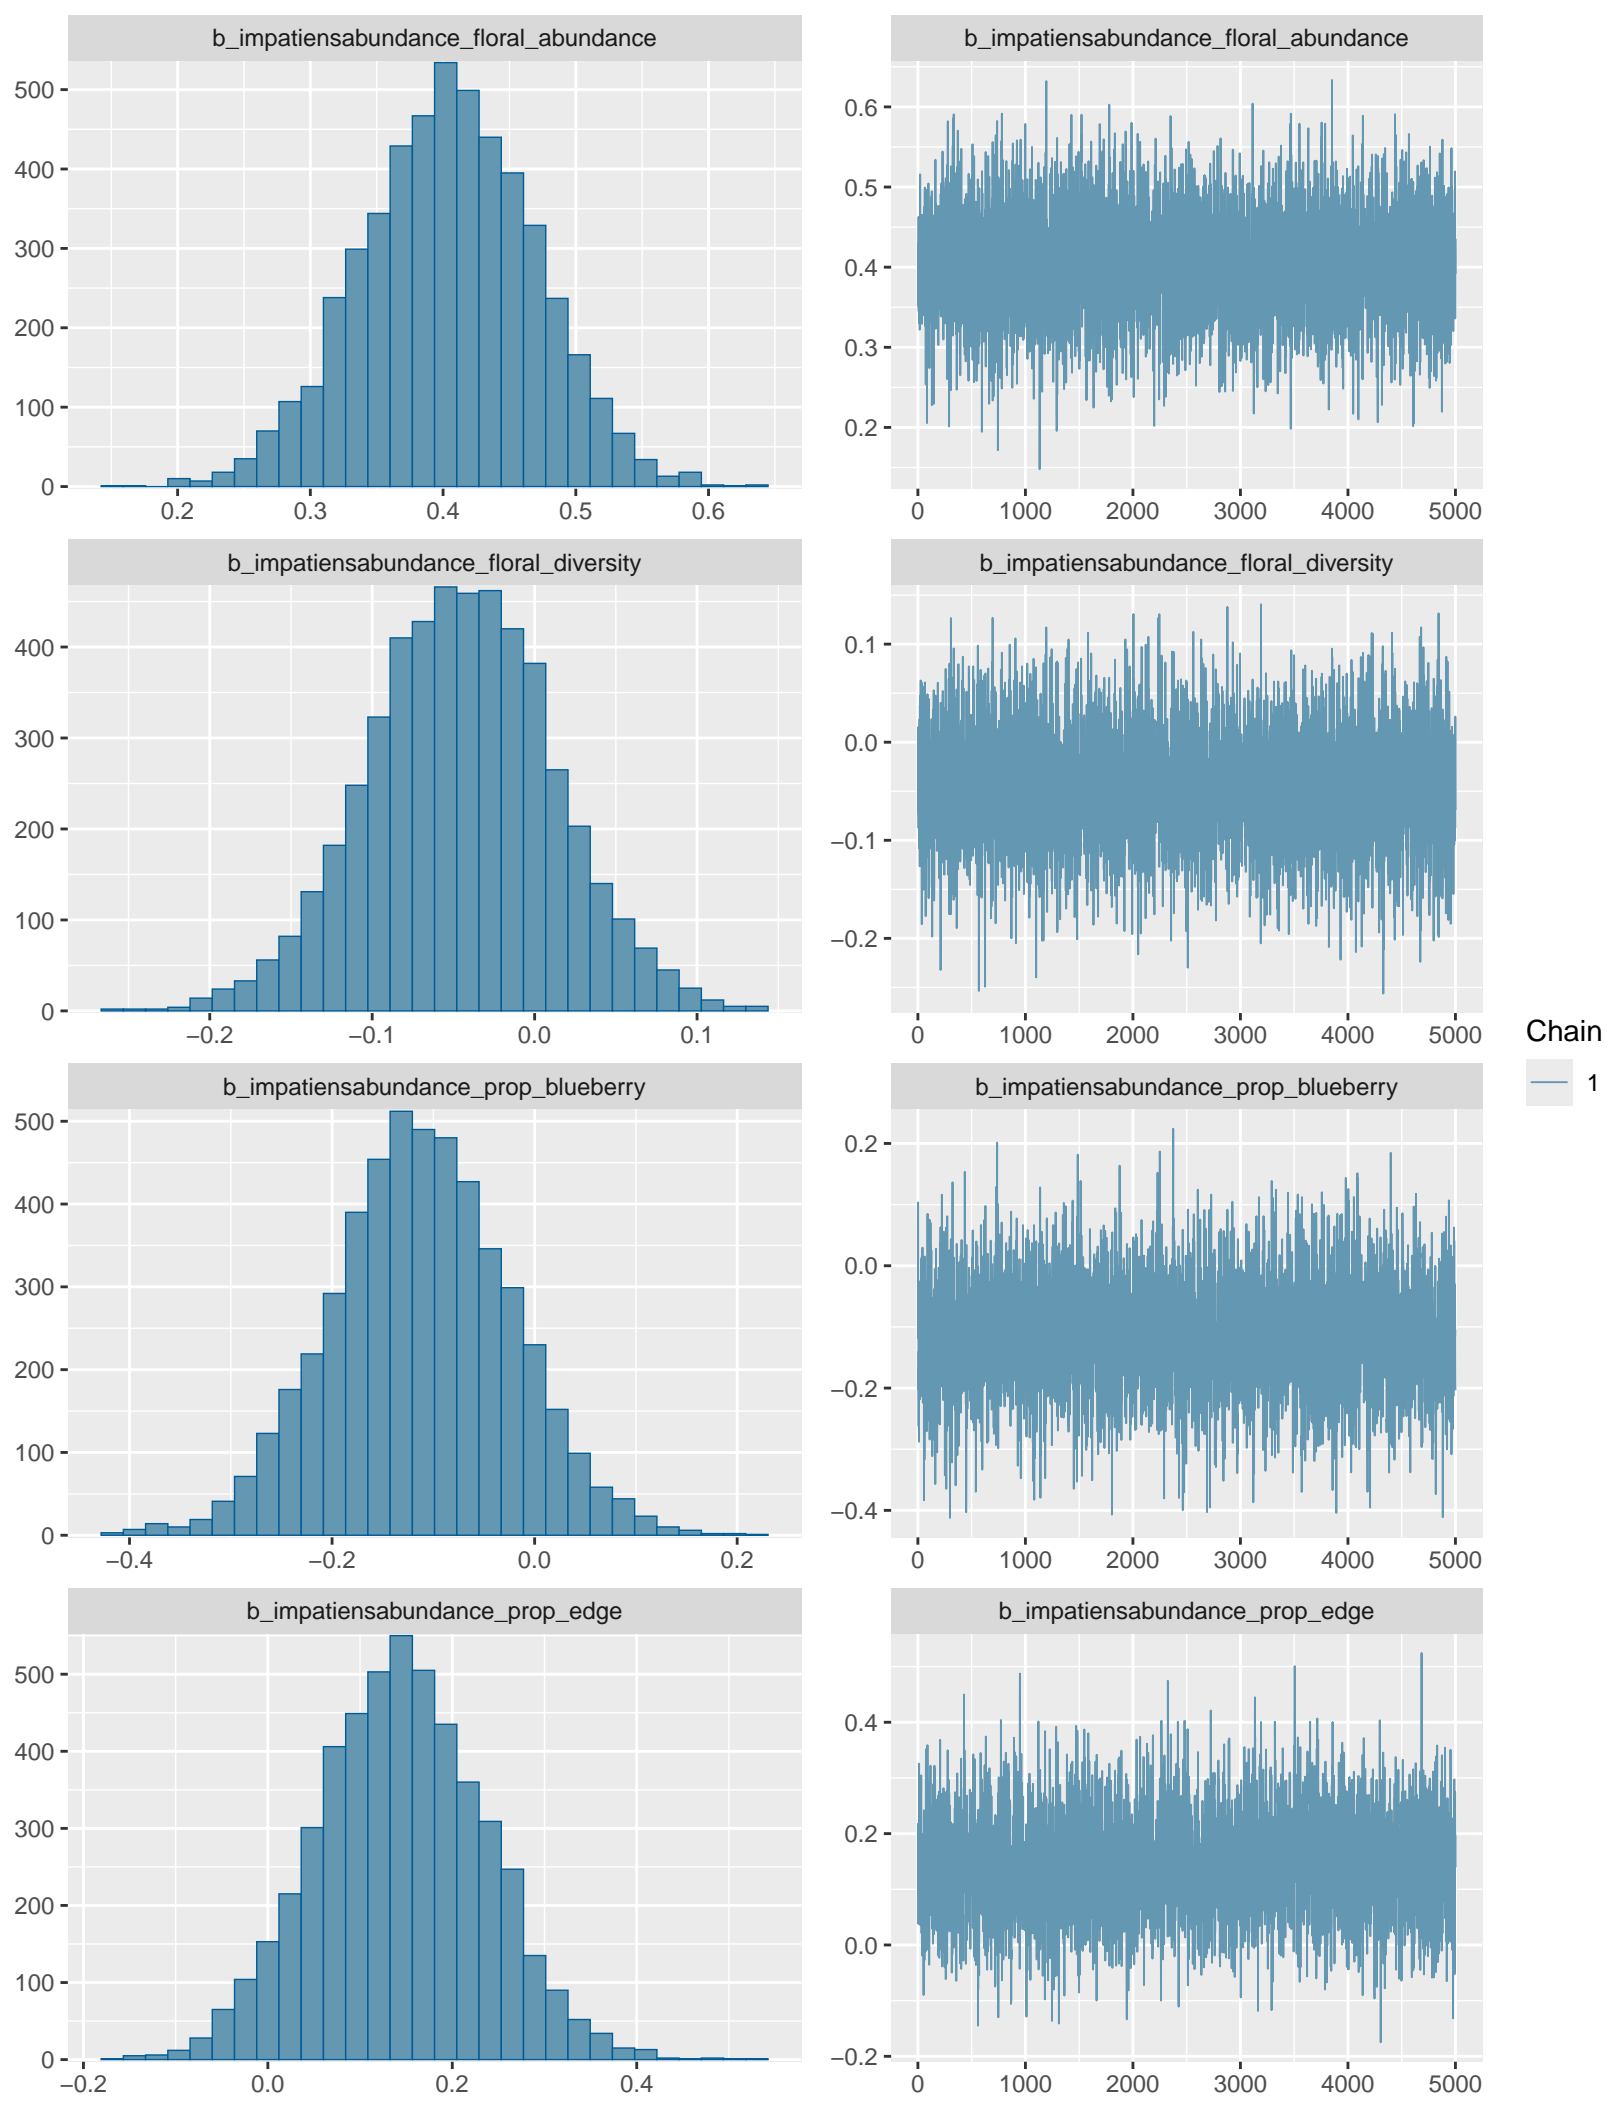 b_impatiensabundance_floral_abundance
b_impatiensabundance_floral_abundance
500
400
300
200
100
0
0.2 0.3 0.4 0.5 0.6
0.6
0.5
0.4
0.3
0.2
0 1000 2000 3000 4000 5000
b_impatiensabundance_floral_diversity
b_impatiensabundance_floral_diversity
400
300
200
100
0
−0.2 −0.1 0.0 0.1
0.1
0.0
−0.1
−0.2
0 1000 2000 3000 4000 5000
Chain
1
b_impatiensabundance_prop_blueberry
b_impatiensabundance_prop_blueberry
500
400
300
200
100
0
−0.4 −0.2 0.0 0.2
0.2
0.0
−0.2
−0.4
0 1000 2000 3000 4000 5000
b_impatiensabundance_prop_edge
b_impatiensabundance_prop_edge
500
400
300
200
100
0
−0.2 0.0 0.2 0.4
0.4
0.2
0.0
−0.2
0 1000 2000 3000 4000 5000